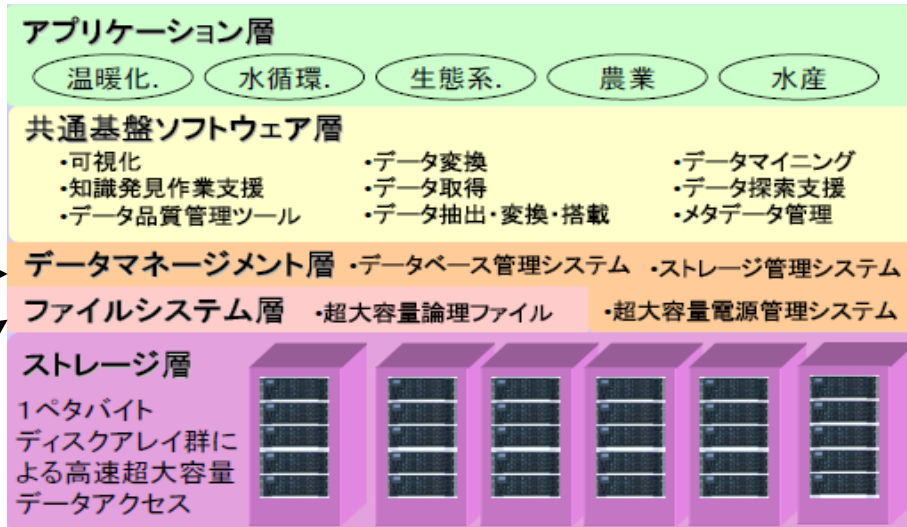 アプリケーション層
温暖化. 水循環. 生態系. 農業 水産
共通基盤ソフトウェア層
・可視化 ・データ変換 ・データマイニング
・知識発見作業支援 ・データ取得 ・データ探索支援
・データ品質管理ツール ・データ抽出・変換・搭載 ・メタデータ管理
データマネージメント層 ・データベース管理システム ・ストレージ管理システム
ファイルシステム層 ・超大容量論理ファイル ・超大容量電源管理システム
ストレージ層
1ペタバイト
ディスクアレイ群に
よる高速超大容量
データアクセス